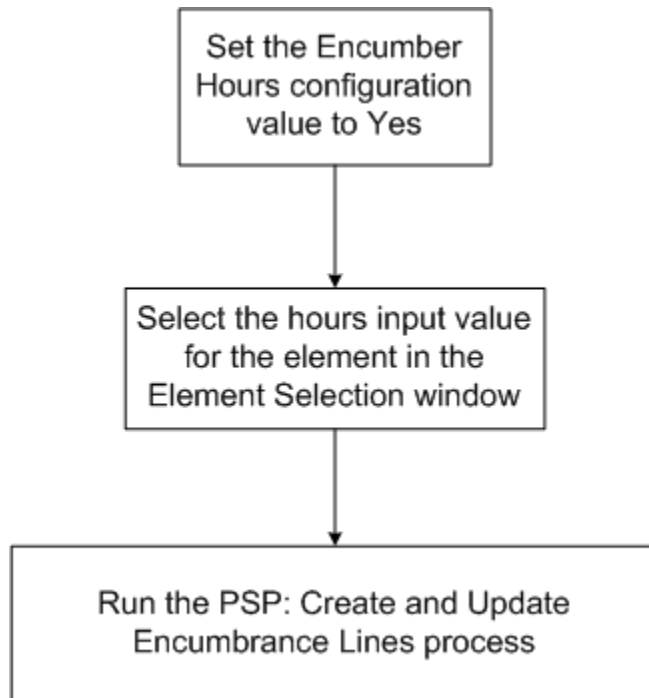 Set the Encumber
Hours configuration
value to Yes
Select the hours input value
for the element in the
Element Selection window
Run the PSP: Create and Update
Encumbrance Lines process